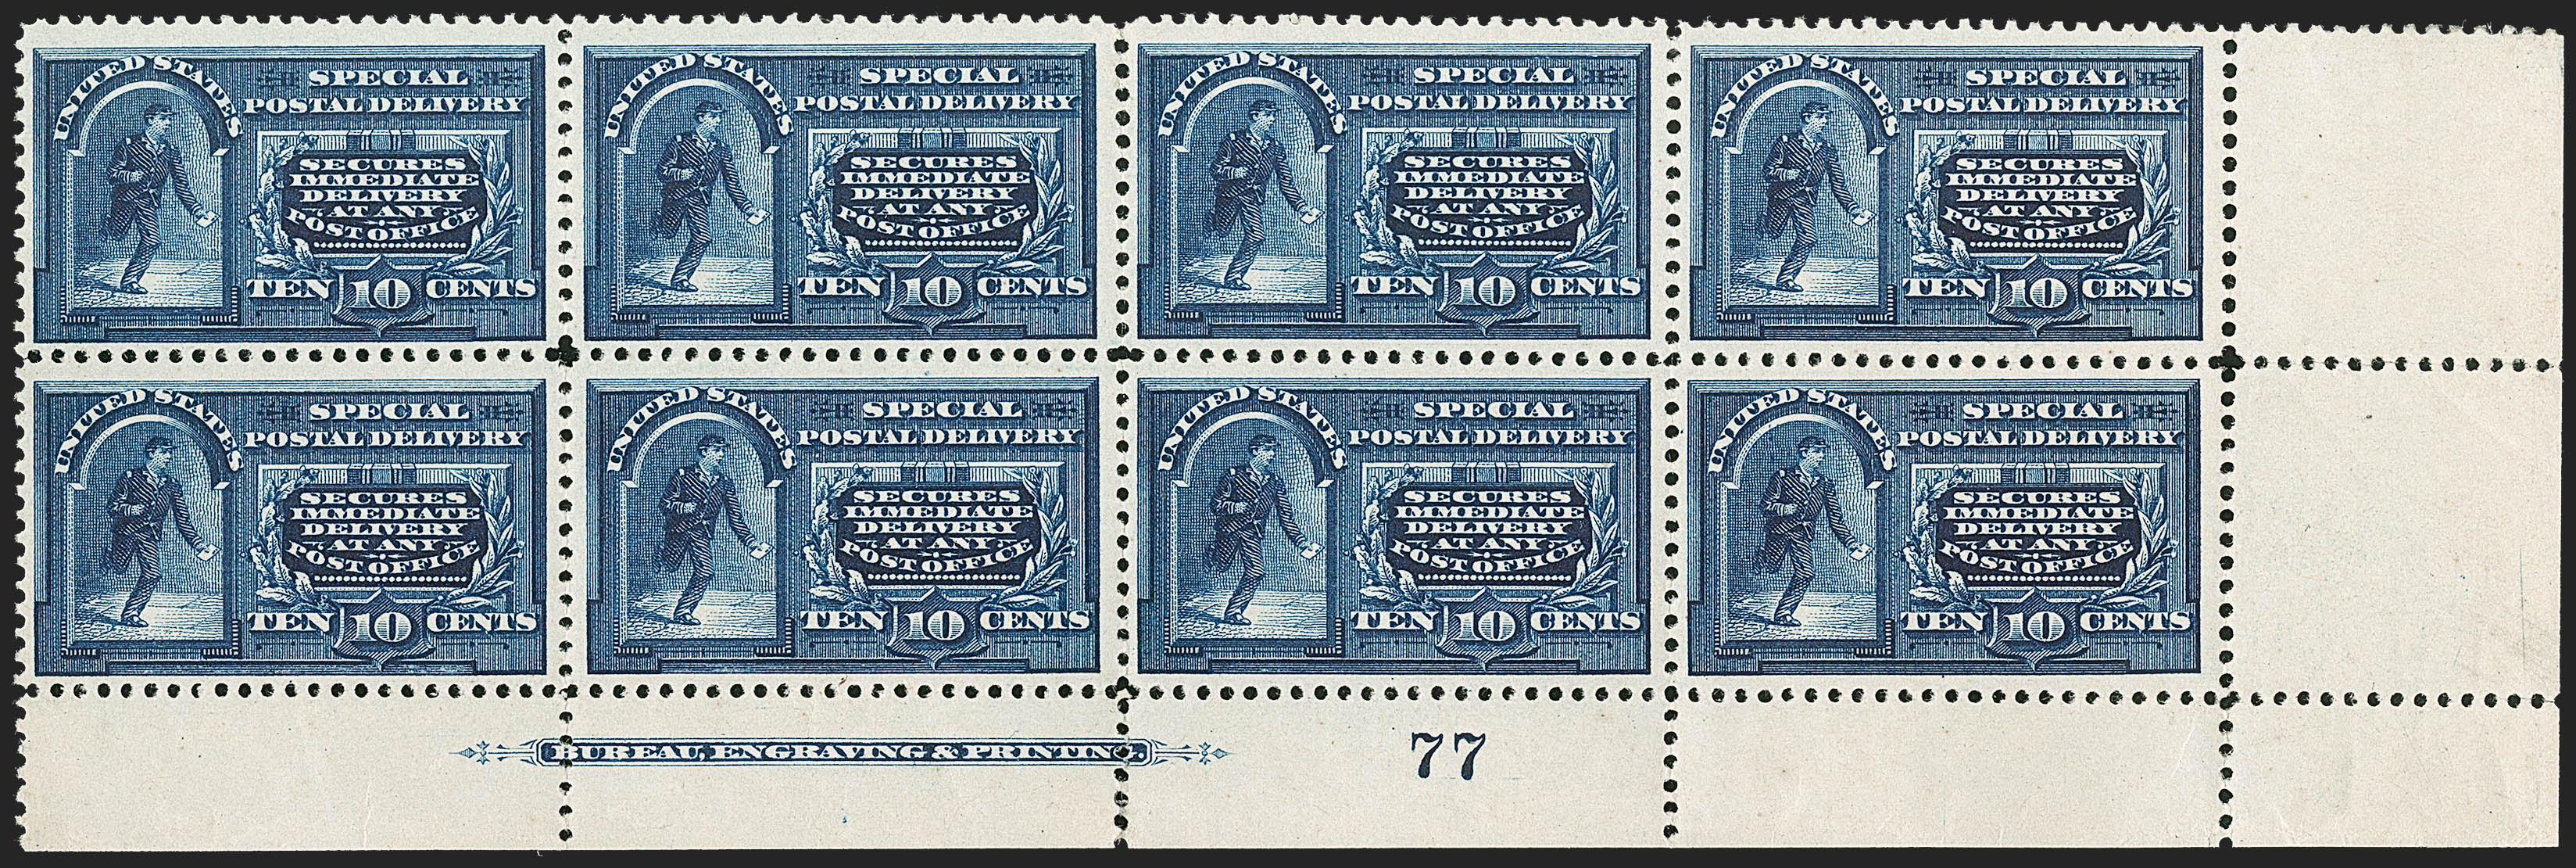 UNITED STATES
SPECIAL
POSTAL DELIVERY
SECURES
IMMEDIATE
DELIVERY
AT ANY
POST OFFICE
TEN 10 CENTS
UNITED STATES
SPECIAL
POSTAL DELIVERY
SECURES
IMMEDIATE
DELIVERY
AT ANY
POST OFFICE
TEN 10 CENTS
UNITED STATES
SPECIAL
POSTAL DELIVERY
SECURES
IMMEDIATE
DELIVERY
AT ANY
POST OFFICE
TEN 10 CENTS
UNITED STATES
SPECIAL
POSTAL DELIVERY
SECURES
IMMEDIATE
DELIVERY
AT ANY
POST OFFICE
TEN 10 CENTS
UNITED STATES
SPECIAL
POSTAL DELIVERY
SECURES
IMMEDIATE
DELIVERY
AT ANY
POST OFFICE
TEN 10 CENTS
UNITED STATES
SPECIAL
POSTAL DELIVERY
SECURES
IMMEDIATE
DELIVERY
AT ANY
POST OFFICE
TEN 10 CENTS
UNITED STATES
SPECIAL
POSTAL DELIVERY
SECURES
IMMEDIATE
DELIVERY
AT ANY
POST OFFICE
TEN 10 CENTS
UNITED STATES
SPECIAL
POSTAL DELIVERY
SECURES
IMMEDIATE
DELIVERY
AT ANY
POST OFFICE
TEN 10 CENTS
BUREAU, ENGRAVING & PRINTING.
77